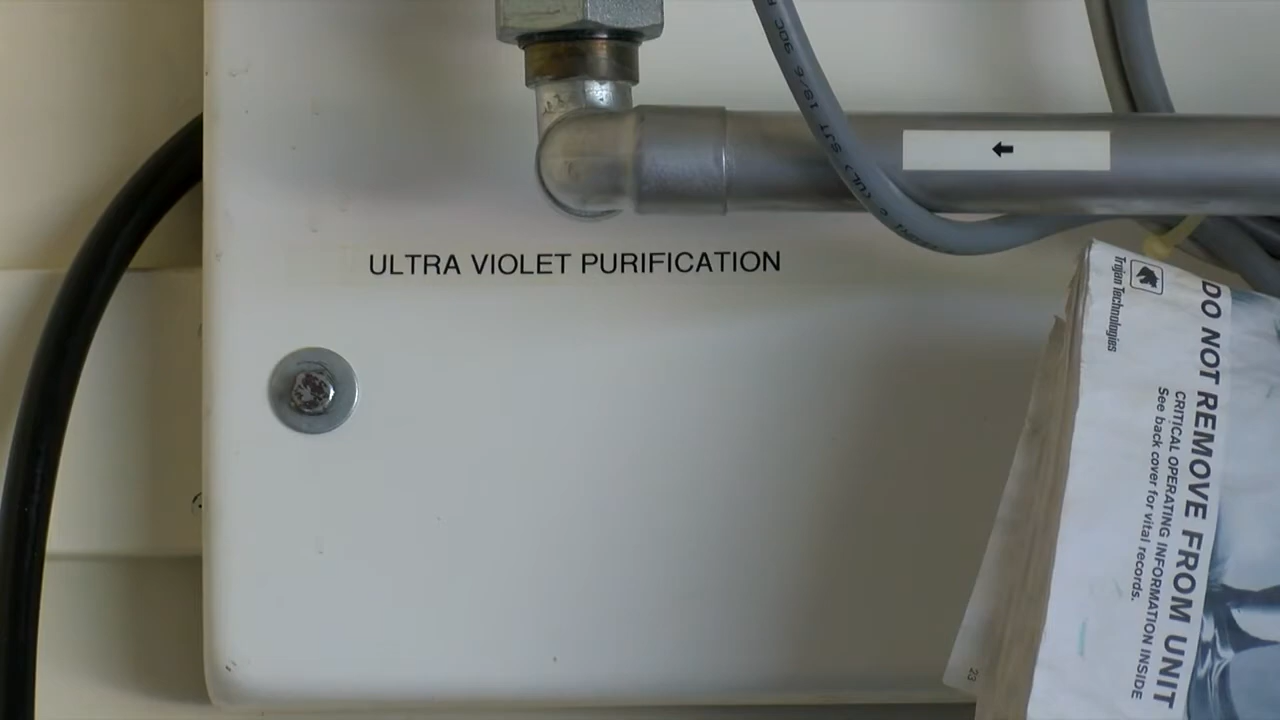 ULTRA VIOLET PURIFICATION
Trojan Technologies
DO NOT REMOVE FROM UNIT
CRITICAL OPERATING INFORMATION INSIDE
See back cover for vital records.
23